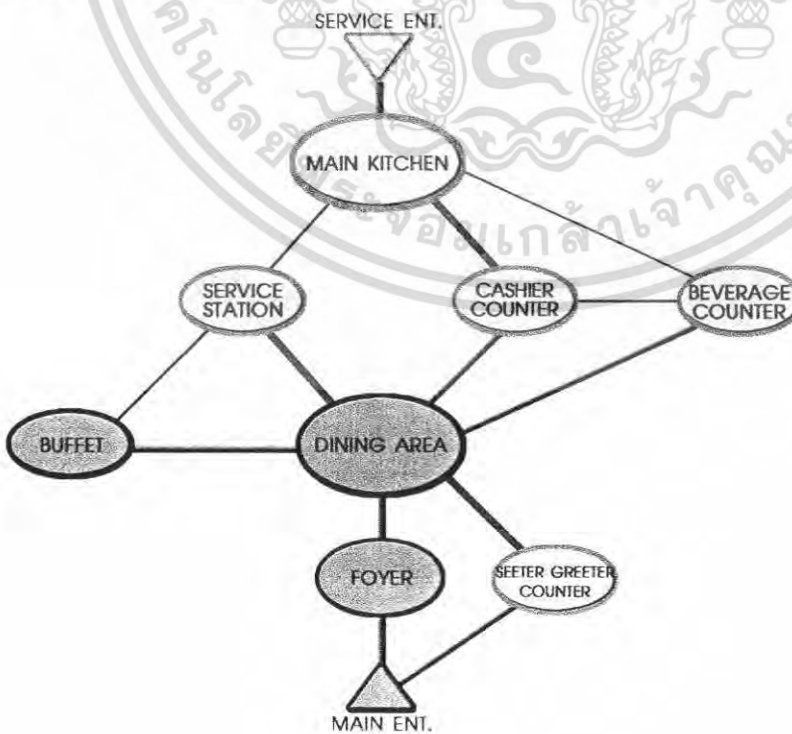 SERVICE ENT.
MAIN KITCHEN
SERVICE
STATION
CASHIER
COUNTER
BEVERAGE
COUNTER
BUFFET
DINING AREA
FOYER
SEETER GREETER
COUNTER
MAIN ENT.